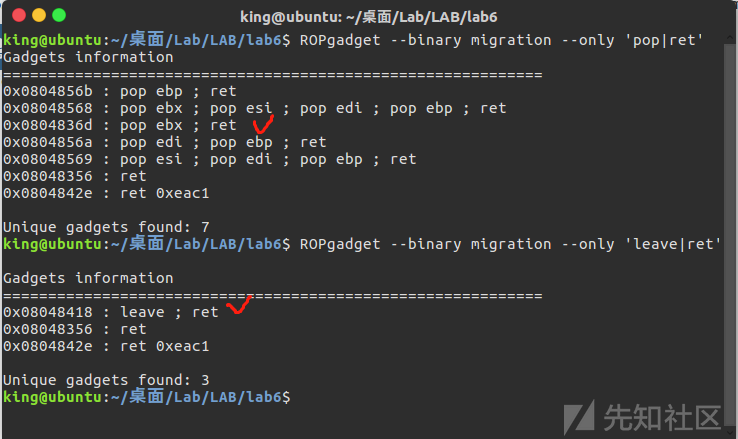 king@ubuntu: ~/桌面/Lab/LAB/lab6
king@ubuntu:~/桌面/Lab/LAB/lab6$ ROPgadget --binary migration --only 'pop|ret'
Gadgets information
============================================================
0x0804856b : pop ebp ; ret
0x08048568 : pop ebx ; pop esi ; pop edi ; pop ebp ; ret
0x0804836d : pop ebx ; ret
0x0804856a : pop edi ; pop ebp ; ret
0x08048569 : pop esi ; pop edi ; pop ebp ; ret
0x08048356 : ret
0x0804842e : ret 0xeac1
Unique gadgets found: 7
king@ubuntu:~/桌面/Lab/LAB/lab6$ ROPgadget --binary migration --only 'leave|ret'
Gadgets information
============================================================
0x08048418 : leave ; ret
0x08048356 : ret
0x0804842e : ret 0xeac1
Unique gadgets found: 3
king@ubuntu:~/桌面/Lab/LAB/lab6$
先知社区